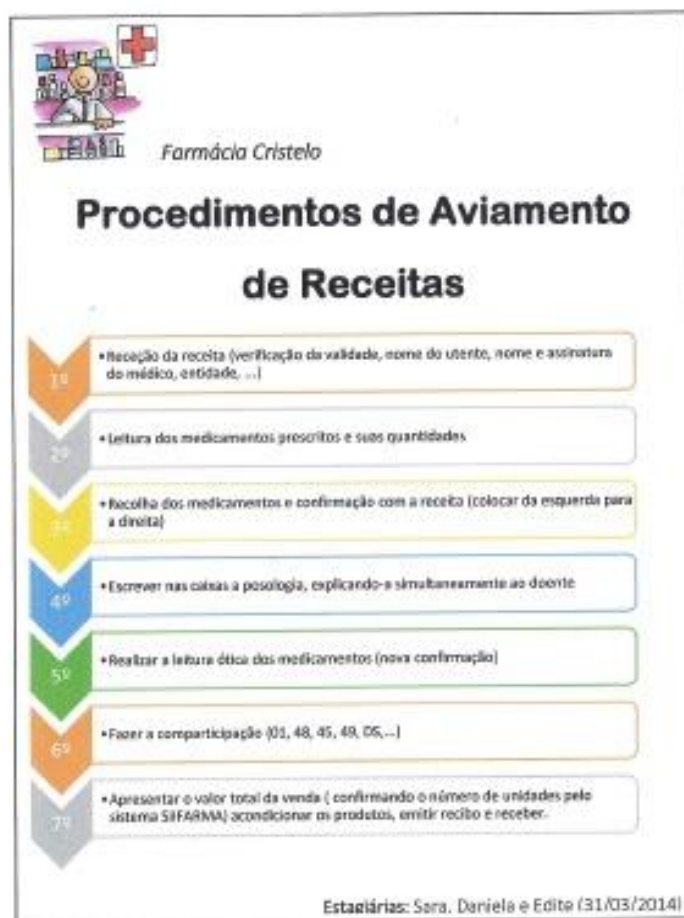 Farmácia Cristelo
Procedimentos de Aviamento
de Receitas
1º
•Receção da receita (verificação da validade, nome do utente, nome e assinatura
do médico, entidade, ...)
2º
•Leitura dos medicamentos prescritos e suas quantidades
3º
•Recolha dos medicamentos e confirmação com a receita (colocar da esquerda para
a direita)
4º
•Escrever nas caixas a posologia, explicando-a simultaneamente ao doente
5º
•Realizar a leitura ótica dos medicamentos (nova confirmação)
6º
•Fazer a comparticipação (01, 48, 45, 49, DS,...)
7º
•Apresentar o valor total da venda ( confirmando o número de unidades pelo
sistema SIIFARMA) acondicionar os produtos, emitir recibo e receber.
Estagiárias: Sara, Daniela e Edite (31/03/2014)